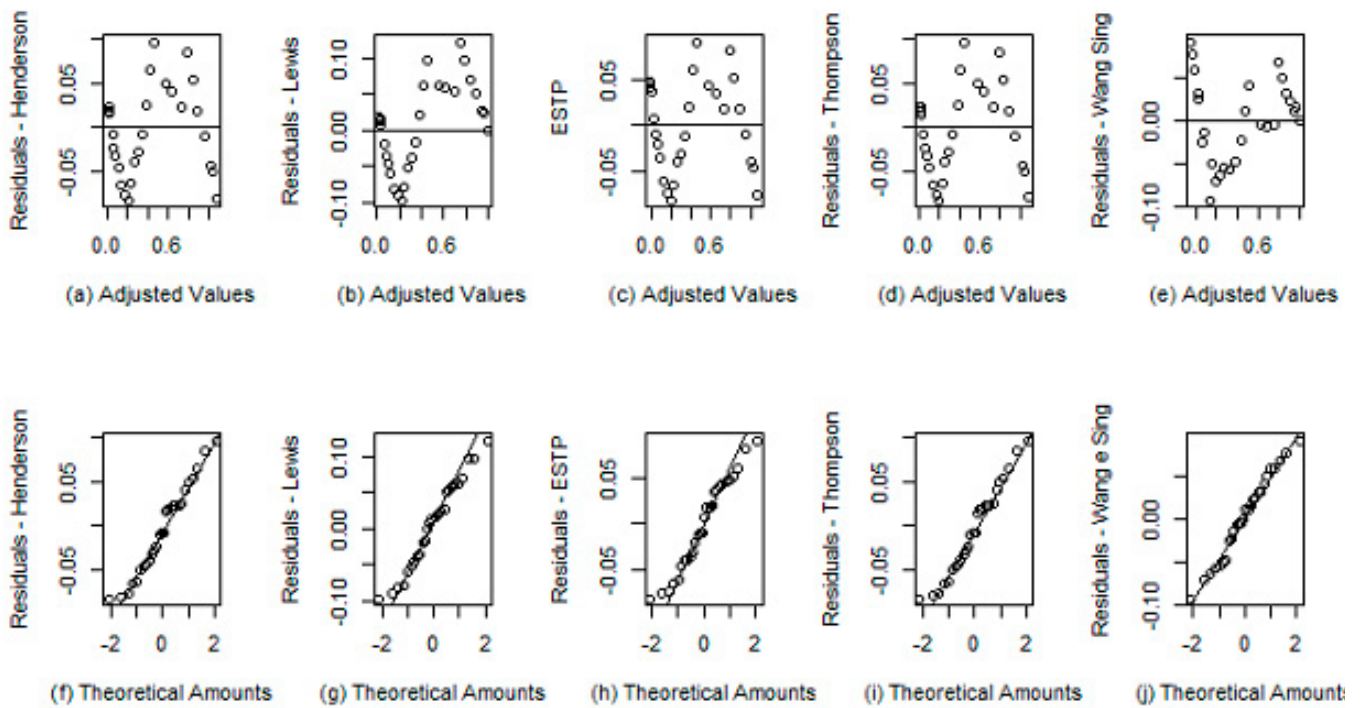 Residuals - Henderson
-0.05 0.05
0.0 0.6
(a) Adjusted Values
Residuals - Lewis
-0.10 0.00 0.10
0.0 0.6
(b) Adjusted Values
ESTP
-0.05 0.05
0.0 0.6
(c) Adjusted Values
Residuals - Thompson
-0.05 0.05
0.0 0.6
(d) Adjusted Values
Residuals - Wang Sing
-0.10 0.00
0.0 0.6
(e) Adjusted Values
Residuals - Henderson
-0.05 0.05
-2 0 2
(f) Theoretical Amounts
Residuals - Lewis
-0.10 0.00 0.10
-2 0 2
(g) Theoretical Amounts
Residuals - ESTP
-0.05 0.05
-2 0 2
(h) Theoretical Amounts
Residuals - Thompson
-0.05 0.05
-2 0 2
(i) Theoretical Amounts
Residuals - Wang e Sing
-0.10 0.00
-2 0 2
(j) Theoretical Amounts